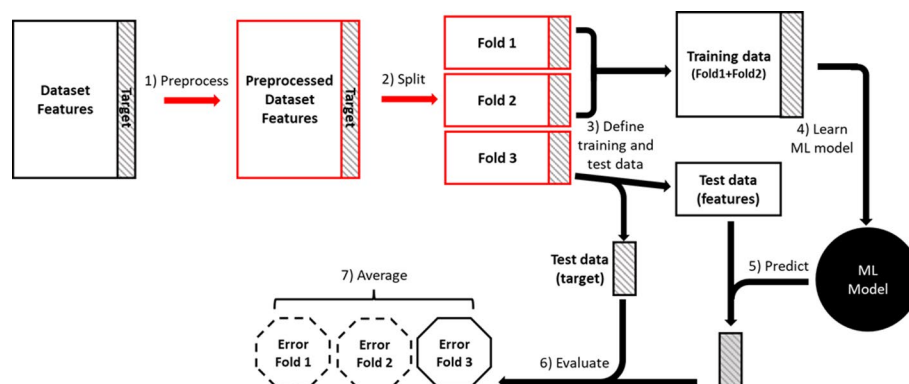 Dataset
Features
Target
1) Preprocess
Preprocessed
Dataset
Features
Target
2) Split
Fold 1
Fold 2
Fold 3
3) Define
training and
test data
Training data
(Fold1+Fold2)
4) Learn
ML model
Test data
(features)
Test data
(target)
5) Predict
ML
Model
6) Evaluate
7) Average
Error
Fold 1
Error
Fold 2
Error
Fold 3